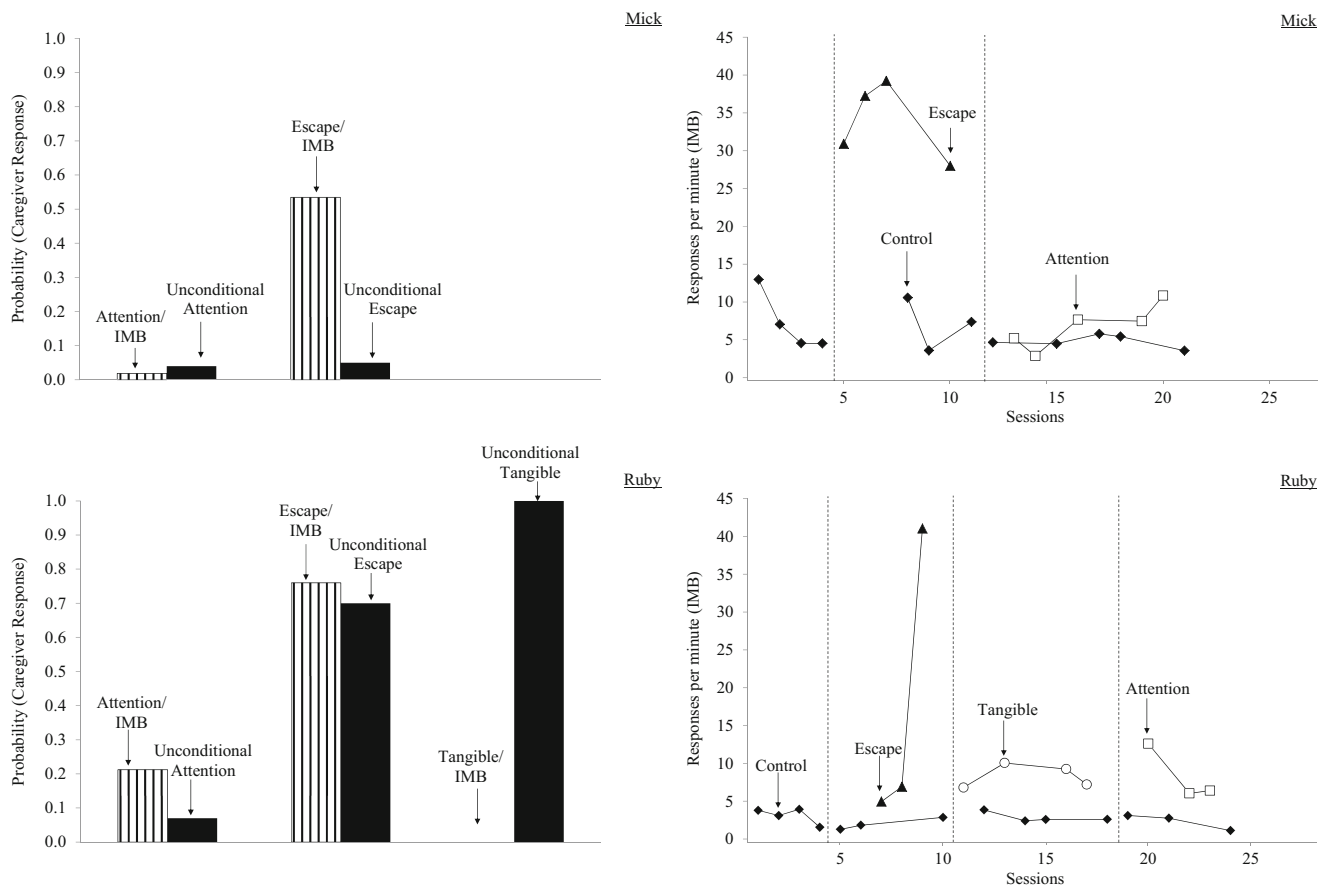 Mick
1.0
0.9
0.8
0.7
0.6
0.5
0.4
0.3
0.2
0.1
0.0
Probability (Caregiver Response)
Attention/
IMB
Unconditional
Attention
Escape/
IMB
Unconditional
Escape
Mick
45
40
35
30
25
20
15
10
5
0
Responses per minute (IMB)
Escape
Control
Attention
5
10
15
20
25
Sessions
Ruby
1.0
0.9
0.8
0.7
0.6
0.5
0.4
0.3
0.2
0.1
0.0
Probability (Caregiver Response)
Attention/
IMB
Unconditional
Attention
Escape/
IMB
Unconditional
Escape
Tangible/
IMB
Unconditional
Tangible
Ruby
45
40
35
30
25
20
15
10
5
0
Responses per minute (IMB)
Control
Escape
Tangible
Attention
5
10
15
20
25
Sessions